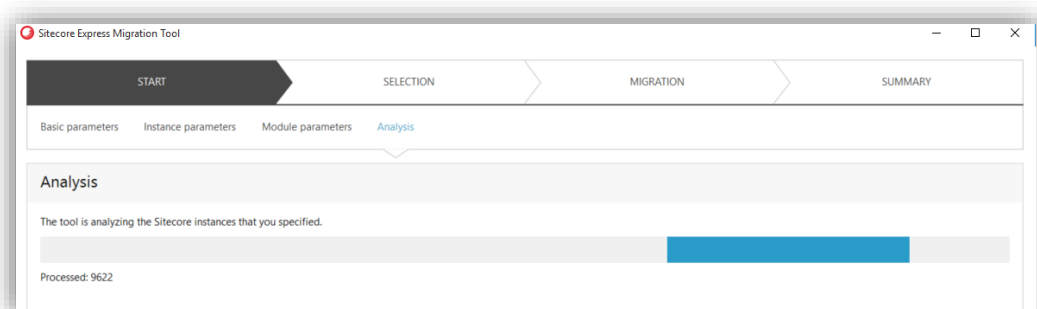 Sitecore Express Migration Tool
START SELECTION MIGRATION SUMMARY
Basic parameters Instance parameters Module parameters Analysis
Analysis
The tool is analyzing the Sitecore instances that you specified.
Processed: 9622